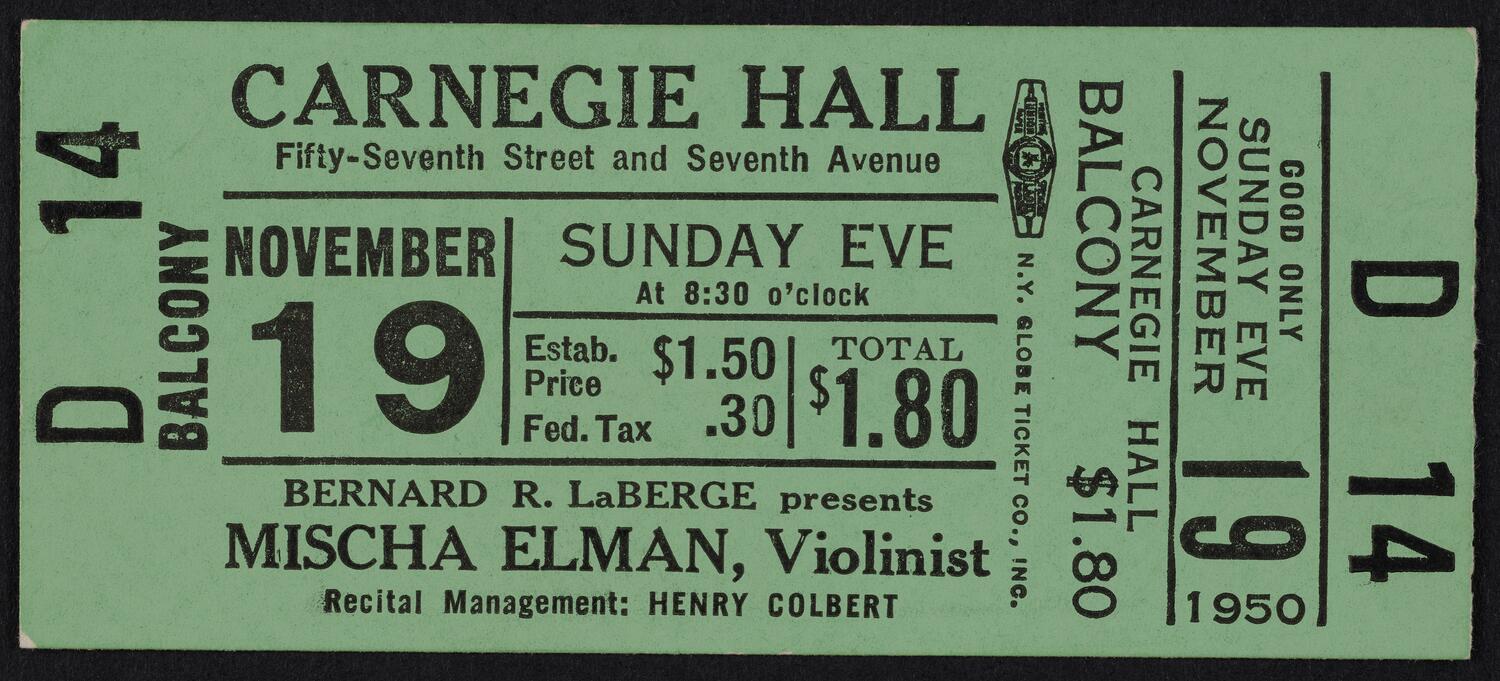 D 14
BALCONY
CARNEGIE HALL
Fifty-Seventh Street and Seventh Avenue
NOVEMBER
19
SUNDAY EVE
At 8:30 o'clock
Estab. Price $1.50
Fed. Tax .30
TOTAL
$1.80
BERNARD R. LaBERGE presents
MISCHA ELMAN, Violinist
Recital Management: HENRY COLBERT
N.Y. GLOBE TICKET CO., INC.
BALCONY $1.80
CARNEGIE HALL
GOOD ONLY
SUNDAY EVE
NOVEMBER
19
1950
D 14